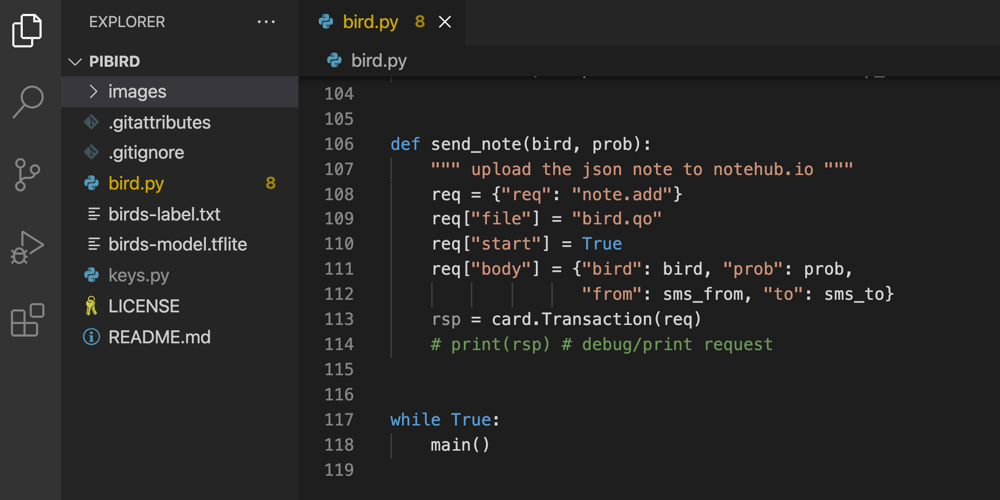 EXPLORER ···
PIBIRD
images
.gitattributes
.gitignore
bird.py 8
birds-label.txt
birds-model.tflite
keys.py
LICENSE
README.md
bird.py 8
bird.py
104
105
106 def send_note(bird, prob):
107 """ upload the json note to notehub.io """
108 req = {"req": "note.add"}
109 req["file"] = "bird.qo"
110 req["start"] = True
111 req["body"] = {"bird": bird, "prob": prob,
112 "from": sms_from, "to": sms_to}
113 rsp = card.Transaction(req)
114 # print(rsp) # debug/print request
115
116
117 while True:
118 main()
119